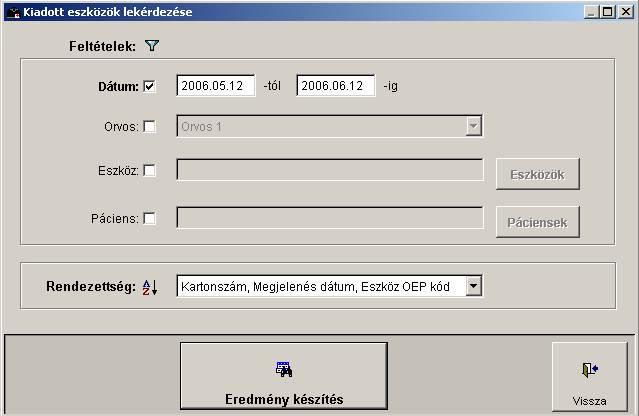 Kiadott eszközök lekérdezése
Feltételek:
Dátum: 2006.05.12 -tól 2006.06.12 -ig
Orvos: Orvos 1
Eszköz: Eszközök
Páciens: Páciensek
Rendezettség: Kartonszám, Megjelenés dátum, Eszköz OEP kód
Eredmény készítés
Vissza